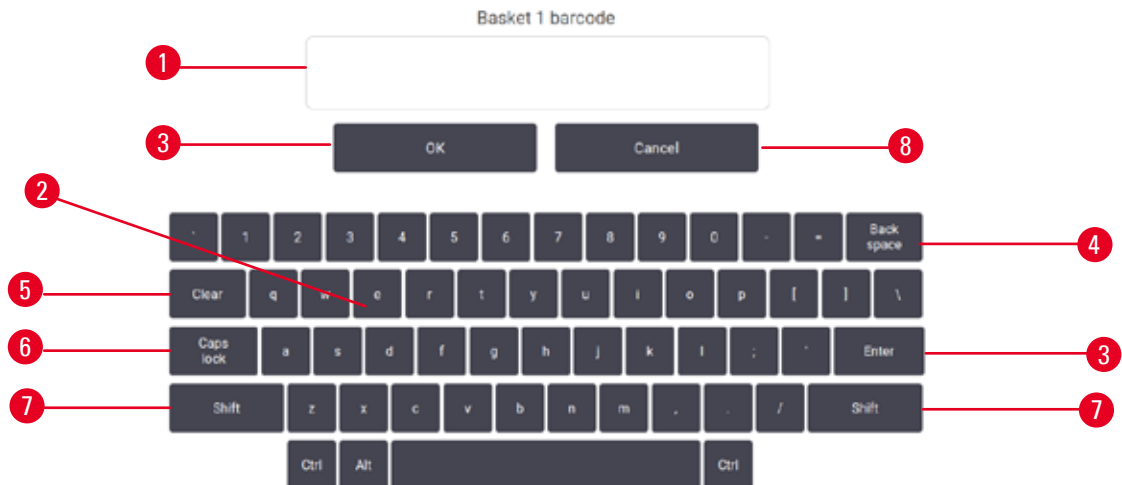 Basket 1 barcode
1
3 OK Cancel 8
2
` 1 2 3 4 5 6 7 8 9 0 - = Back space 4
5 Clear q w e r t y u i o p [ ] \
6 Caps lock a s d f g h j k l ; ' Enter 3
7 Shift z x c v b n m , . / Shift 7
Ctrl Alt Ctrl